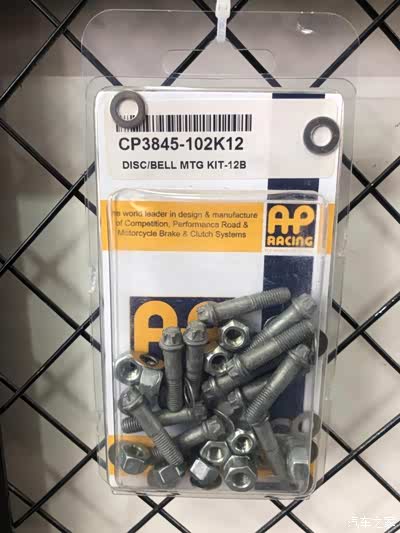 CP3845-102K12
DISC/BELL MTG KIT-12B
he world leader in design & manufacture
of Competition, Performance Road &
Motorcycle Brake & Clutch Systems
AP
RACING
AP
汽车之家